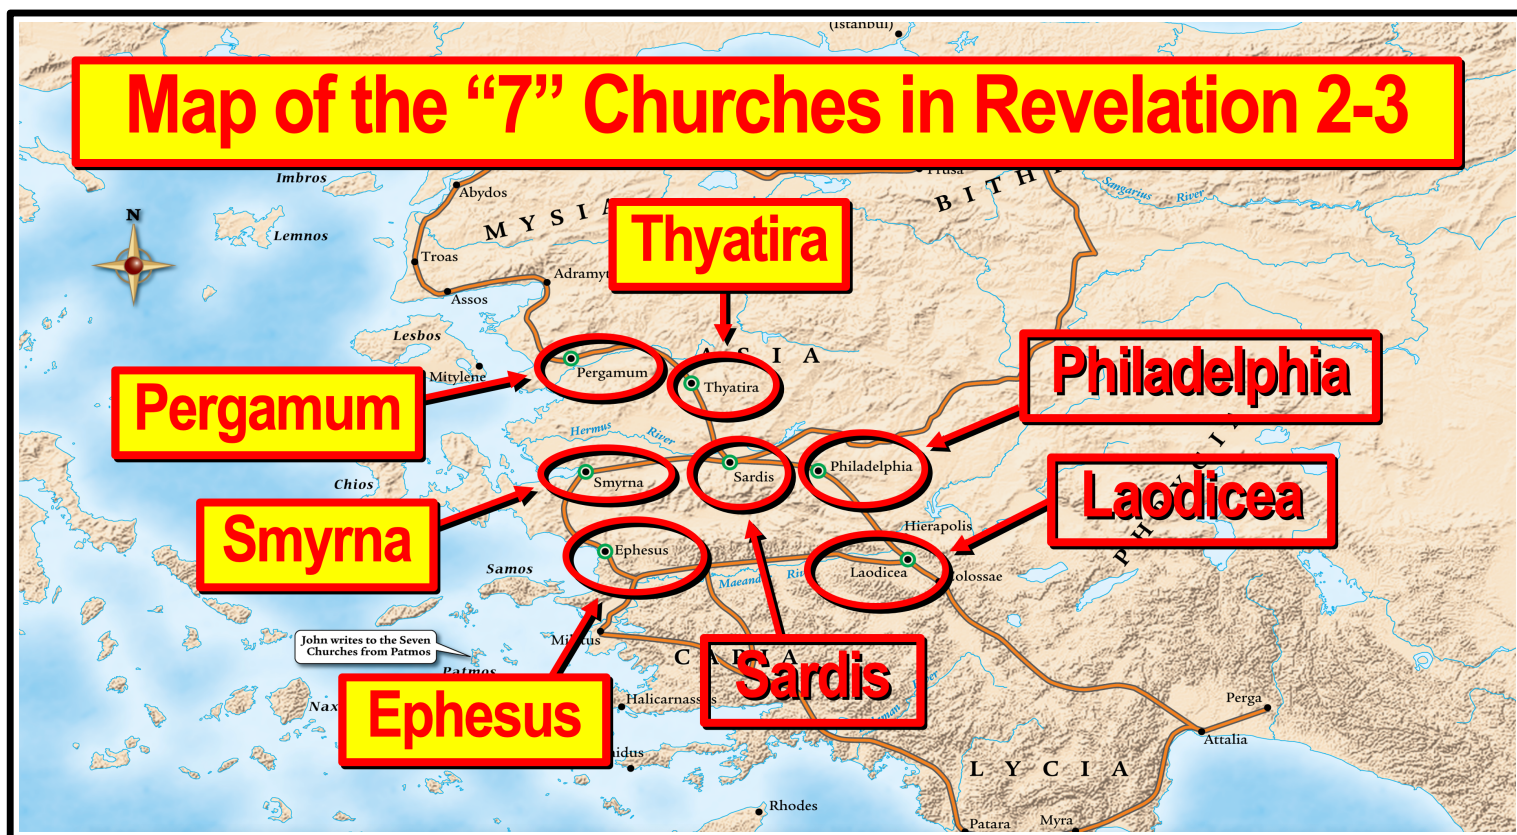 (Istanbul)
Map of the “7” Churches in Revelation 2-3
Imbros
Abydos
Prusa
BITH
Sangarius River
N
Lemnos
MYSIA
Thyatira
Troas
Adramyt
Assos
Lesbos
ASIA
Philadelphia
Mitylene
Pergamum
Thyatira
Pergamum
Hermus River
Philadelphia
Sardis
Smyrna
Laodicea
Chios
Smyrna
Hierapolis
Ephesus
Samos
Laodicea
Colossae
Maeand
John writes to the Seven
Churches from Patmos
Patmos
CARIA
Sardis
Ephesus
Halicarnassus
Perga
Attalia
LYCIA
Rhodes
Patara
Myra